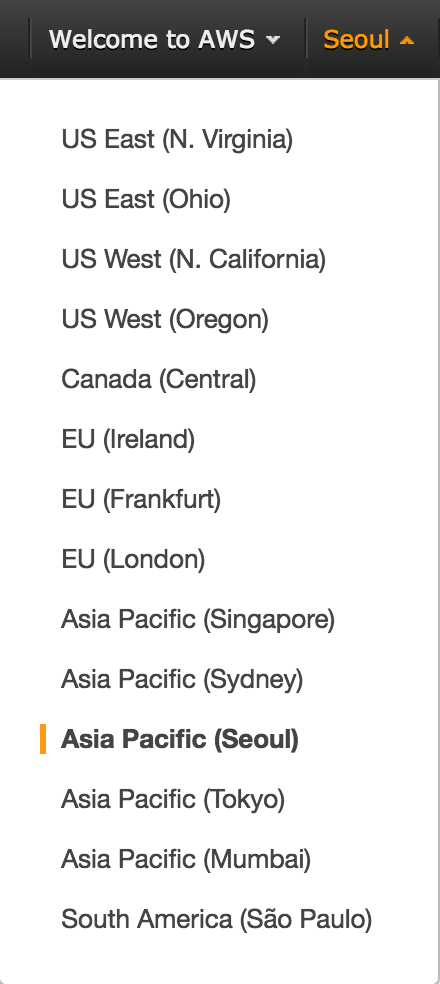 Welcome to AWS Seoul
US East (N. Virginia)
US East (Ohio)
US West (N. California)
US West (Oregon)
Canada (Central)
EU (Ireland)
EU (Frankfurt)
EU (London)
Asia Pacific (Singapore)
Asia Pacific (Sydney)
Asia Pacific (Seoul)
Asia Pacific (Tokyo)
Asia Pacific (Mumbai)
South America (São Paulo)